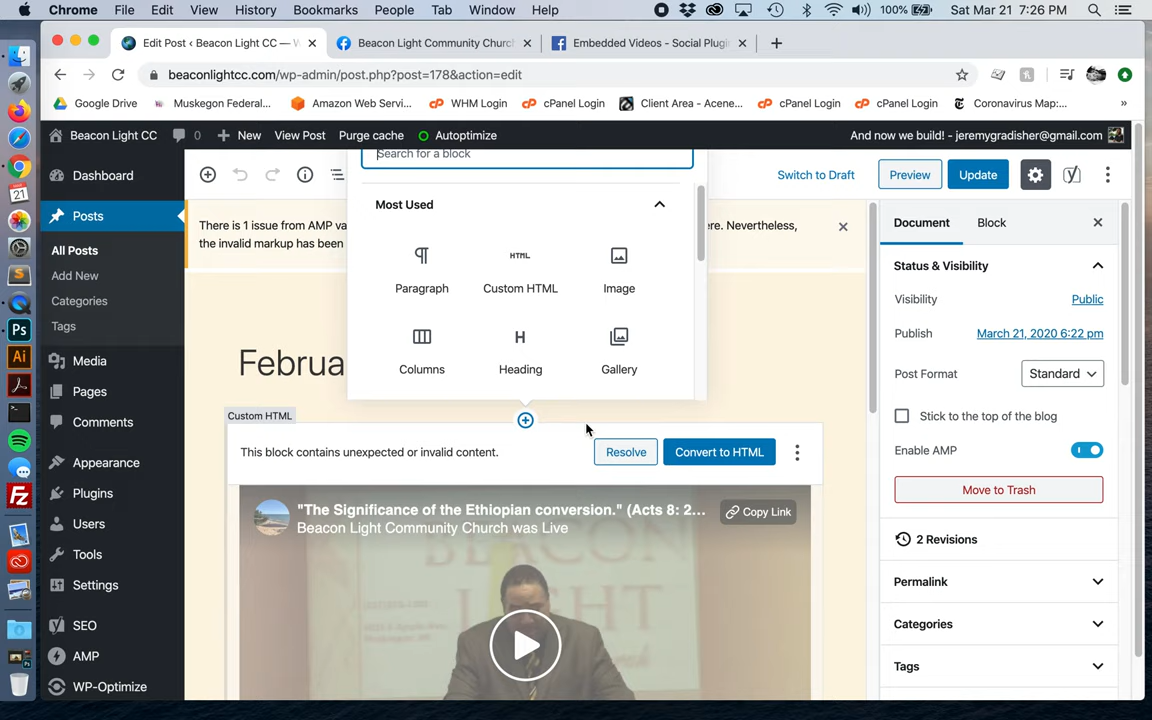 Chrome File Edit View History Bookmarks People Tab Window Help 100% Sat Mar 21 7:26 PM
Edit Post ‹ Beacon Light CC — Beacon Light Community Church Embedded Videos - Social Plugin
beaconlightcc.com/wp-admin/post.php?post=178&action=edit
Google Drive Muskegon Federal... Amazon Web Servi... WHM Login cPanel Login Client Area - Acene... cPanel Login cPanel Login Coronavirus Map:... »
Beacon Light CC 0 New View Post Purge cache Autoptimize And now we build! - jeremygradisher@gmail.com
Dashboard
Posts
All Posts
Add New
Categories
Tags
Media
Pages
Comments
Appearance
Plugins
Users
Tools
Settings
SEO
AMP
WP-Optimize
Search for a block
Switch to Draft Preview Update
There is 1 issue from AMP va
ere. Nevertheless,
the invalid markup has been
Most Used
Paragraph Custom HTML Image
Columns Heading Gallery
Februa
Custom HTML
This block contains unexpected or invalid content. Resolve Convert to HTML
"The Significance of the Ethiopian conversion." (Acts 8: 2... Copy Link
Beacon Light Community Church was Live
BEACON
LIGHT
Document Block
Status & Visibility
Visibility Public
Publish March 21, 2020 6:22 pm
Post Format Standard
Stick to the top of the blog
Enable AMP
Move to Trash
2 Revisions
Permalink
Categories
Tags